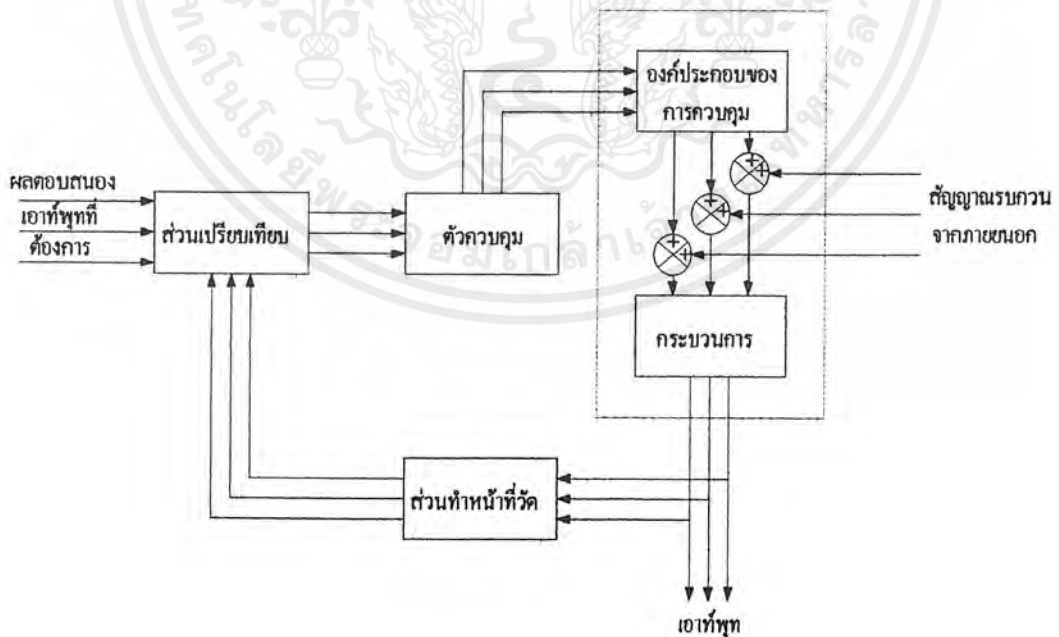 องค์ประกอบของ
การควบคุม
ผลตอบสนอง
เอาท์พุทที่
ต้องการ
ส่วนเปรียบเทียบ
ตัวควบคุม
สัญญาณรบกวน
จากภายยนอก
กระบวนการ
ส่วนทำหน้าที่วัด
เอาท์พุท